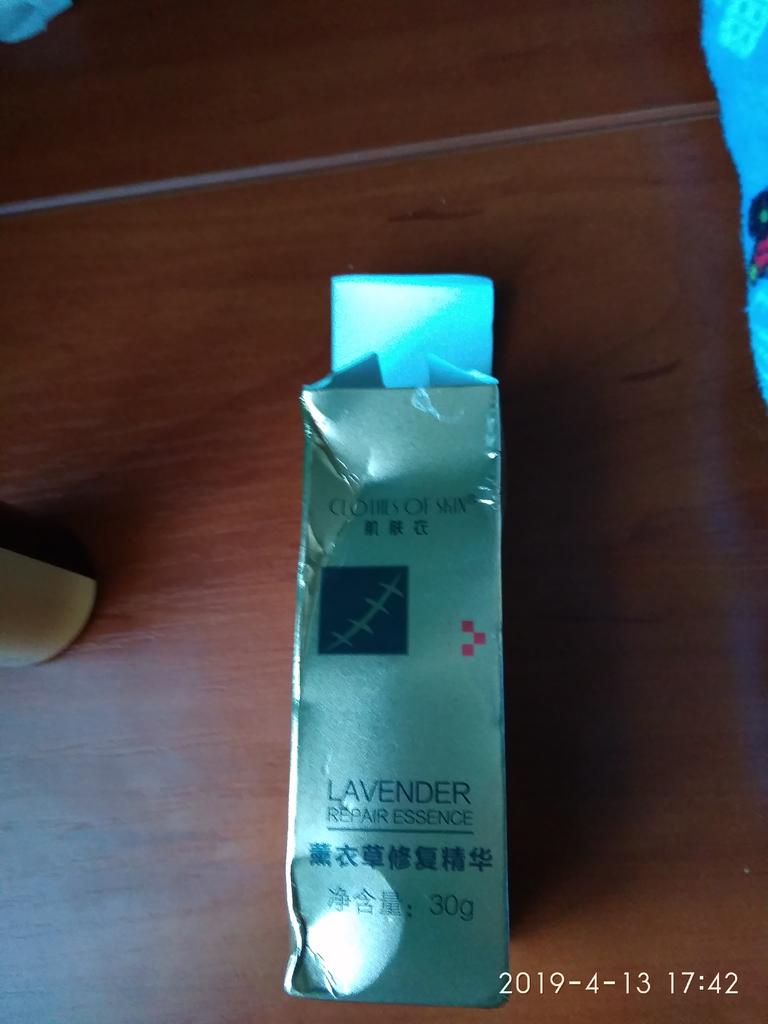 CLOTHES OF SKIN®
肌肤衣
LAVENDER
REPAIR ESSENCE
薰衣草修复精华
净含量：30g
2019-4-13 17:42